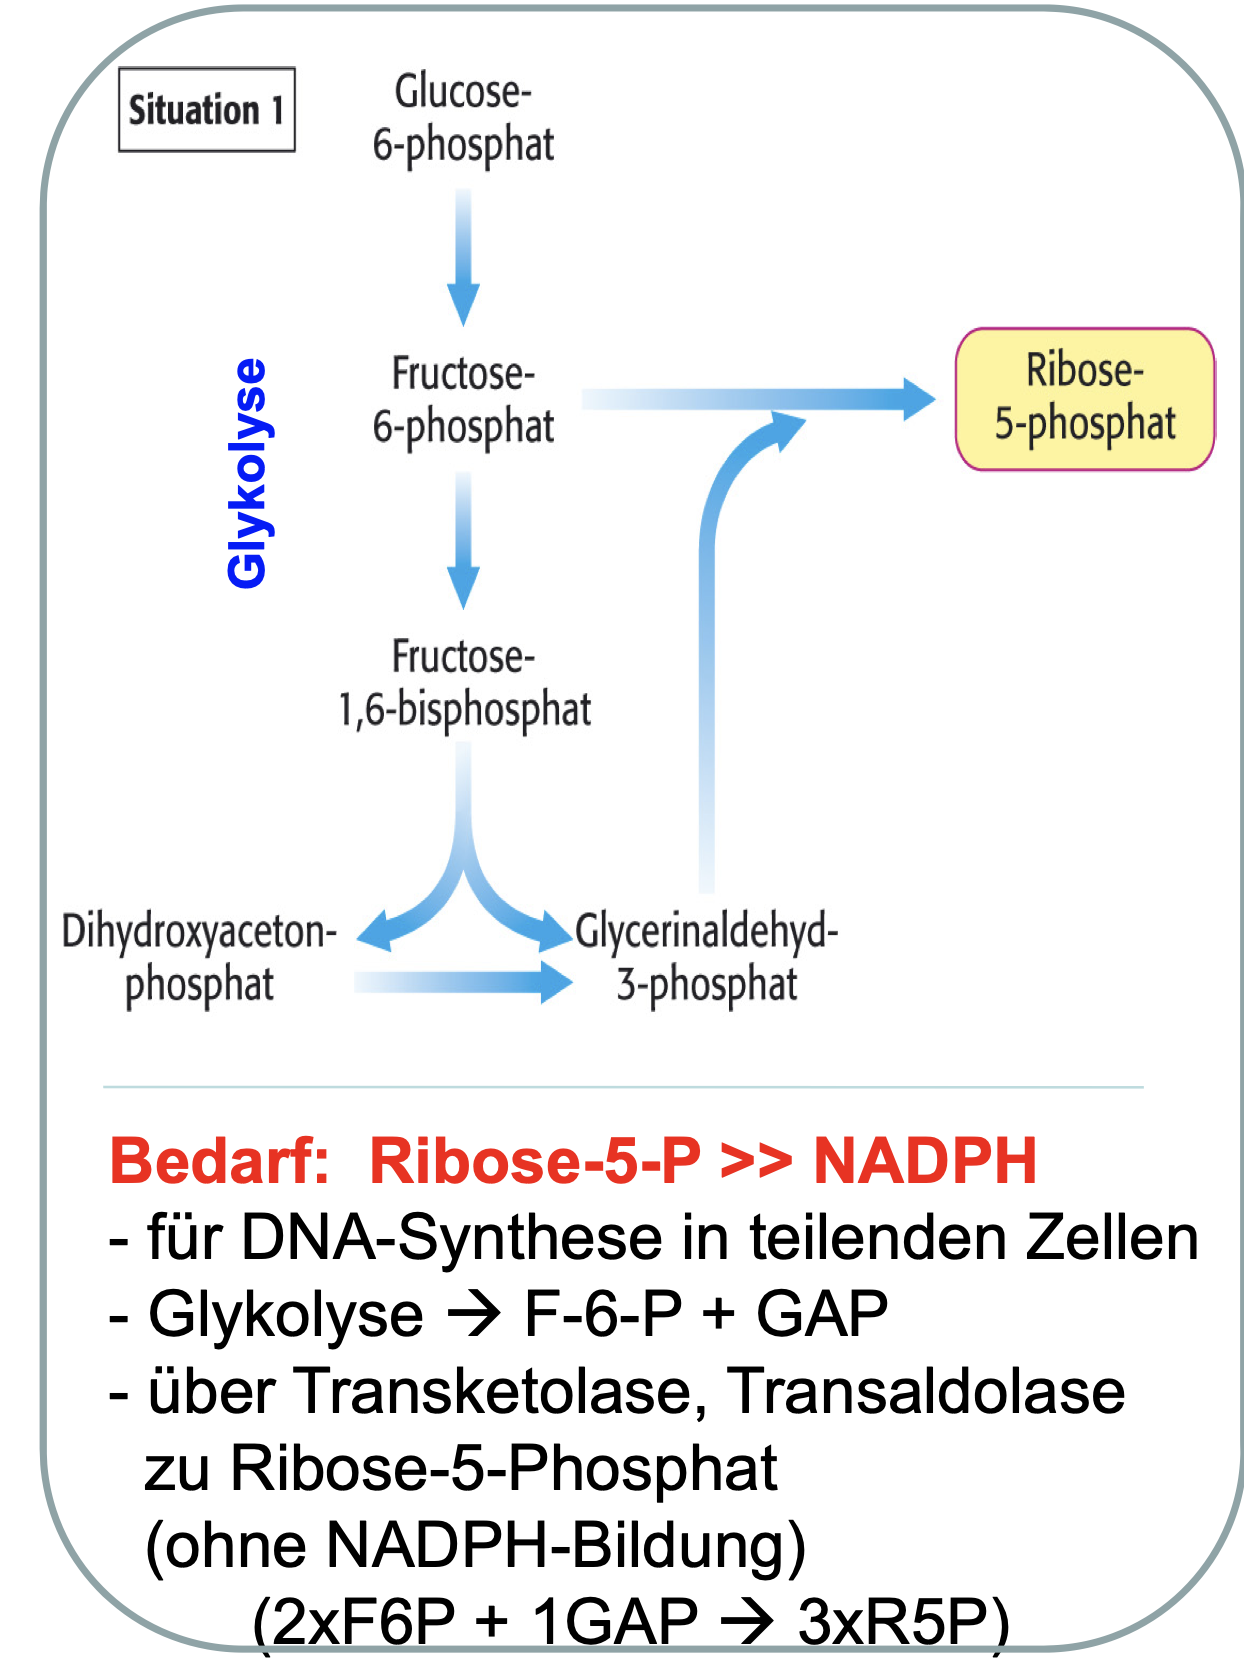 Situation 1
Glucose-
6-phosphat
Glykolyse
Fructose-
6-phosphat
Ribose-
5-phosphat
Fructose-
1,6-bisphosphat
Dihydroxyaceton-
phosphat
Glycerinaldehyd-
3-phosphat
Bedarf: Ribose-5-P >> NADPH
- für DNA-Synthese in teilenden Zellen
- Glykolyse → F-6-P + GAP
- über Transketolase, Transaldolase
zu Ribose-5-Phosphat
(ohne NADPH-Bildung)
(2xF6P + 1GAP → 3xR5P)